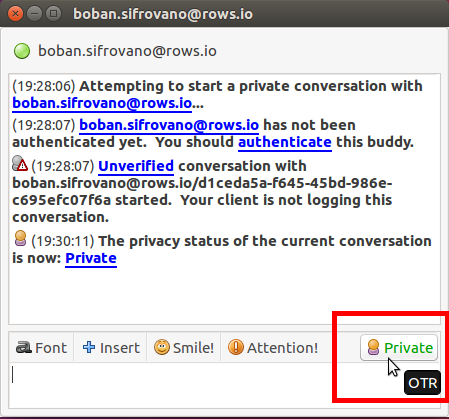 boban.sifrovano@rows.io
boban.sifrovano@rows.io
(19:28:06) Attempting to start a private conversation with
boban.sifrovano@rows.io...
(19:28:07) boban.sifrovano@rows.io has not been
authenticated yet.  You should authenticate this buddy.
(19:28:07) Unverified conversation with
boban.sifrovano@rows.io/d1ceda5a-f645-45bd-986e-
c695efc07f6a started.  Your client is not logging this
conversation.
(19:30:11) The privacy status of the current conversation
is now: Private
Font Insert Smile! Attention! Private
OTR